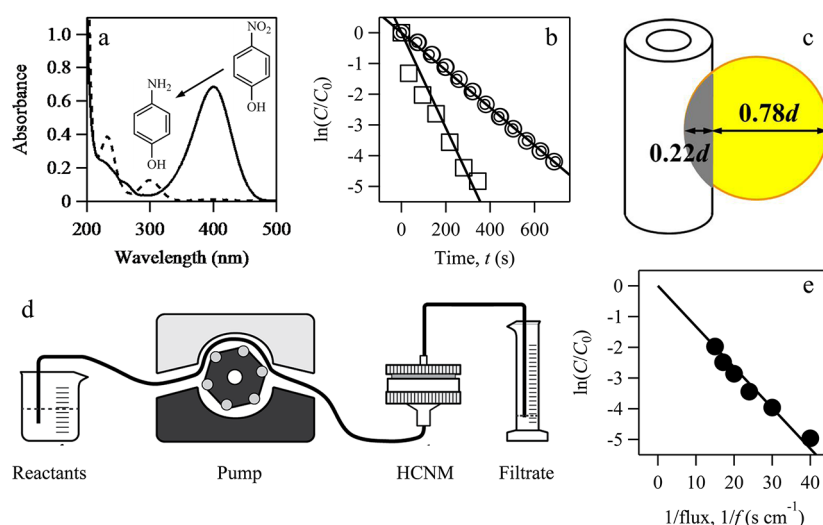 a
NO₂
NH₂
OH
OH
Absorbance
1.0
0.8
0.6
0.4
0.2
0
200
300
400
500
Wavelength (nm)
b
ln(C/C₀)
0
-1
-2
-3
-4
-5
0
200
400
600
Time, t (s)
c
0.78d
0.22d
d
Reactants
Pump
HCNM
Filtrate
e
ln(C/C₀)
0
-1
-2
-3
-4
-5
0
10
20
30
40
1/flux, 1/f (s cm⁻¹)